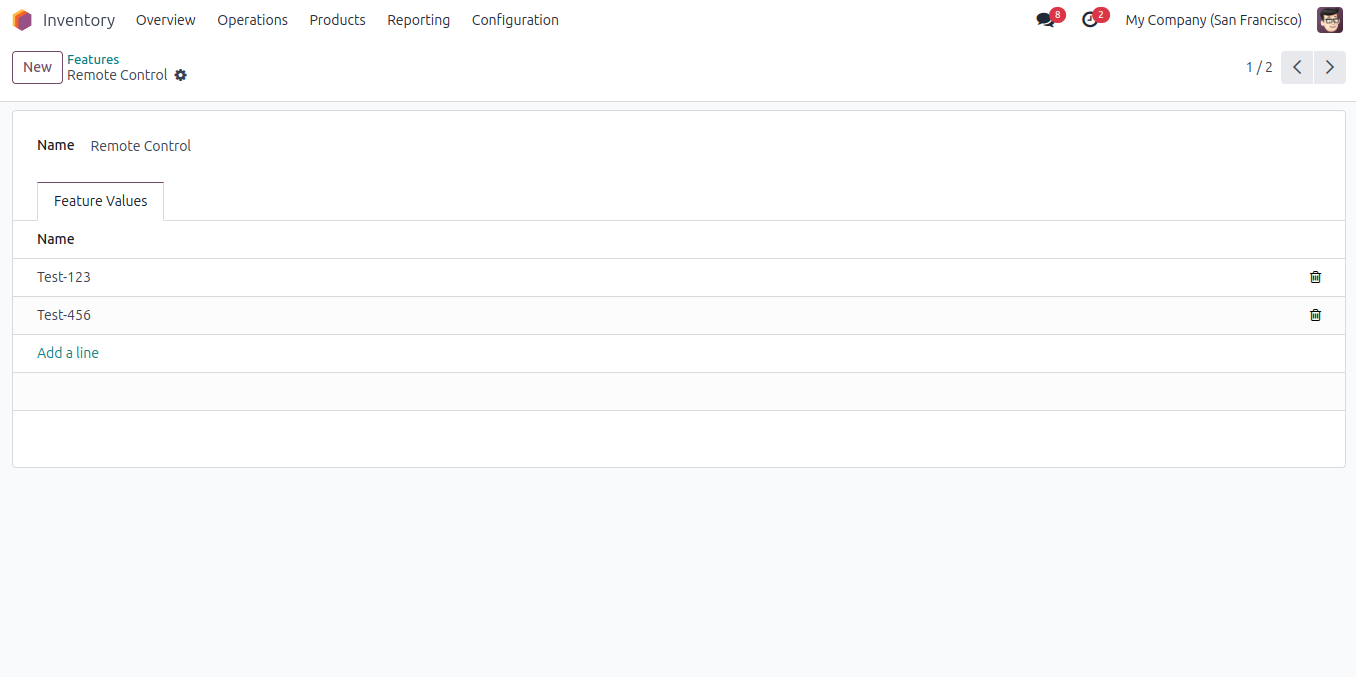 Inventory Overview Operations Products Reporting Configuration 8 2 My Company (San Francisco)
New Features 1 / 2
Remote Control
Name Remote Control
Feature Values
Name
Test-123
Test-456
Add a line